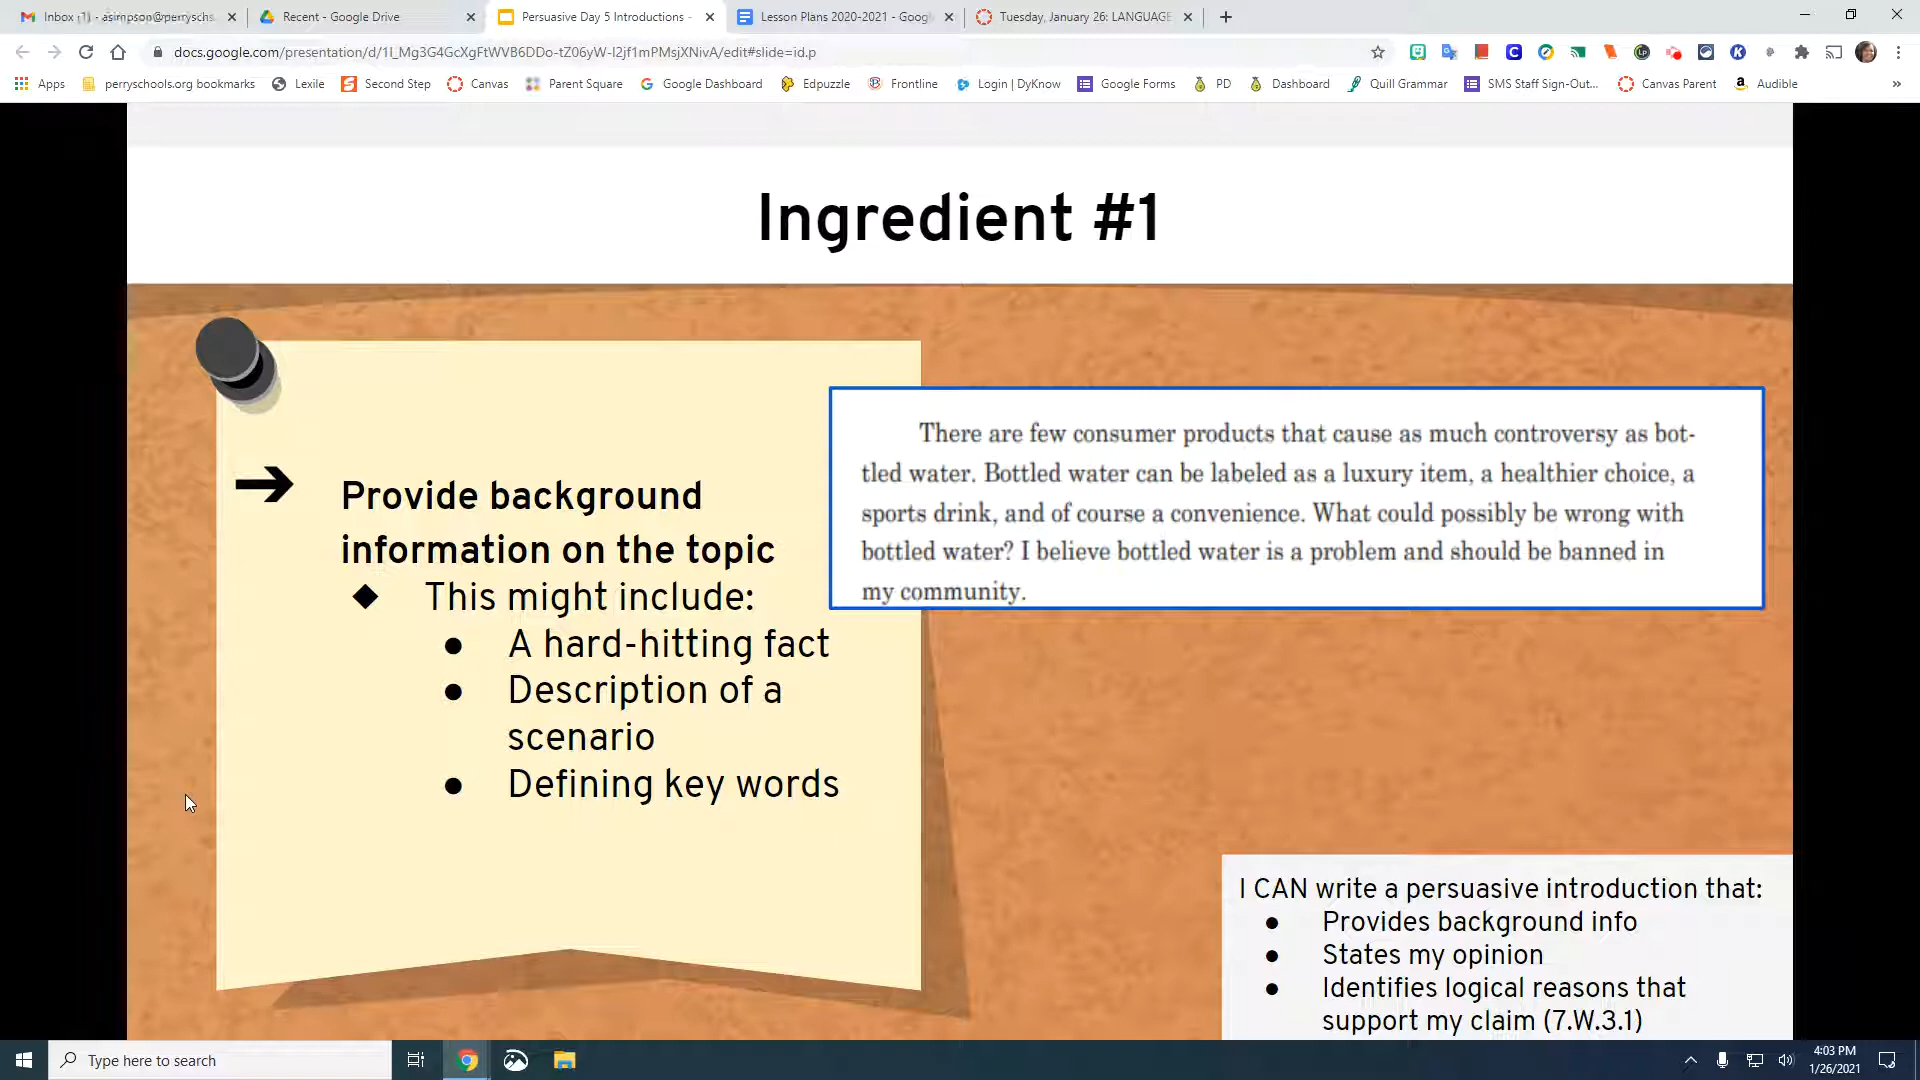 Inbox (1) - asimpson@perrysch
Recent - Google Drive
Persuasive Day 5 Introductions -
Lesson Plans 2020-2021 - Googl
Tuesday, January 26: LANGUAGE
docs.google.com/presentation/d/1l_Mg3G4GcXgFtWVB6DDo-tZ06yW-l2jf1mPMsjXNivA/edit#slide=id.p
Apps
perryschools.org bookmarks
Lexile
Second Step
Canvas
Parent Square
Google Dashboard
Edpuzzle
Frontline
Login | DyKnow
Google Forms
PD
Dashboard
Quill Grammar
SMS Staff Sign-Out...
Canvas Parent
Audible
»
Ingredient #1
Provide background
information on the topic
This might include:
A hard-hitting fact
Description of a
scenario
Defining key words
There are few consumer products that cause as much controversy as bot-
tled water. Bottled water can be labeled as a luxury item, a healthier choice, a
sports drink, and of course a convenience. What could possibly be wrong with
bottled water? I believe bottled water is a problem and should be banned in
my community.
I CAN write a persuasive introduction that:
Provides background info
States my opinion
Identifies logical reasons that
support my claim (7.W.3.1)
Type here to search
4:03 PM
1/26/2021